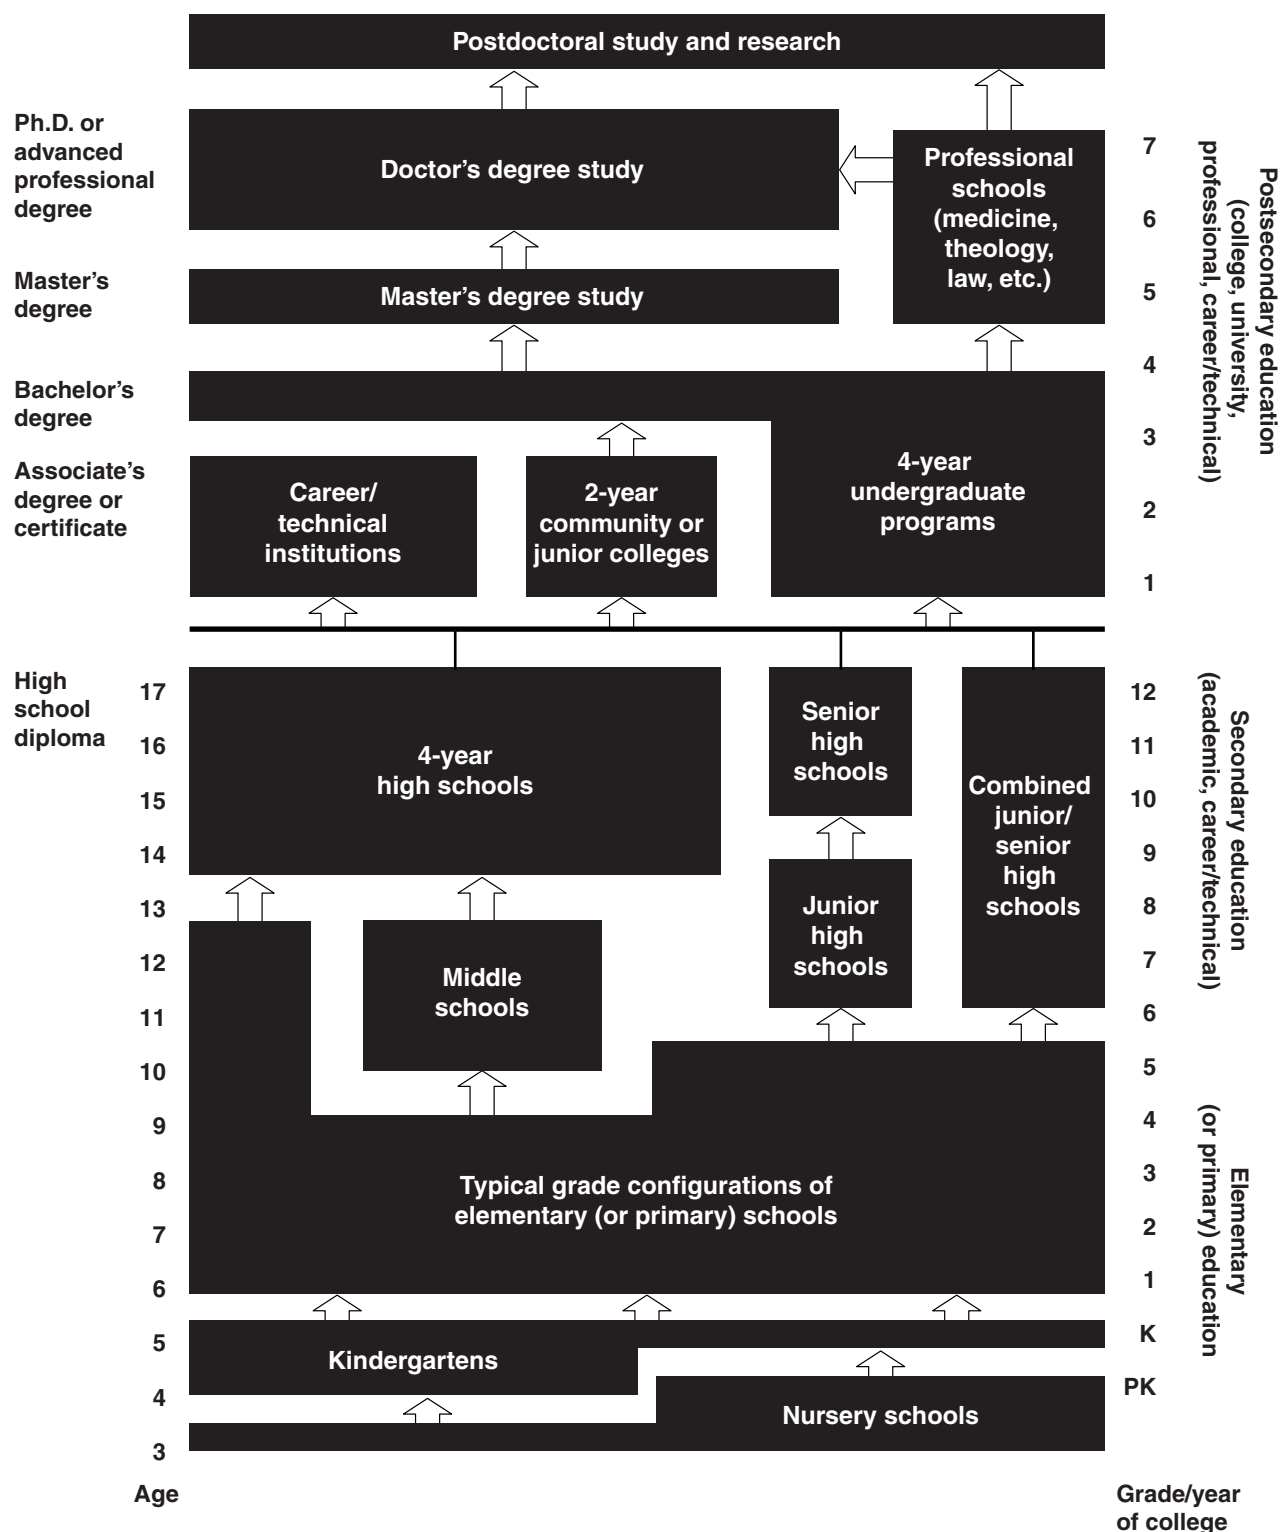 Postdoctoral study and research
Ph.D. or
advanced
professional
degree
Doctor’s degree study
Professional
schools
(medicine,
theology,
law, etc.)
7
6
5
4
3
2
1
Postsecondary education
(college, university,
professional, career/technical)
Master’s
degree
Master’s degree study
Bachelor’s
degree
Associate’s
degree or
certificate
Career/
technical
institutions
2-year
community or
junior colleges
4-year
undergraduate
programs
High
school
diploma
17
16
15
14
13
12
11
10
9
8
7
6
5
4
3
Age
4-year
high schools
Senior
high
schools
Combined
junior/
senior
high
schools
Junior
high
schools
Middle
schools
Typical grade configurations of
elementary (or primary) schools
Kindergartens
Nursery schools
12
11
10
9
8
7
6
5
4
3
2
1
K
PK
Grade/year
of college
Secondary education
(academic, career/technical)
Elementary
(or primary) education